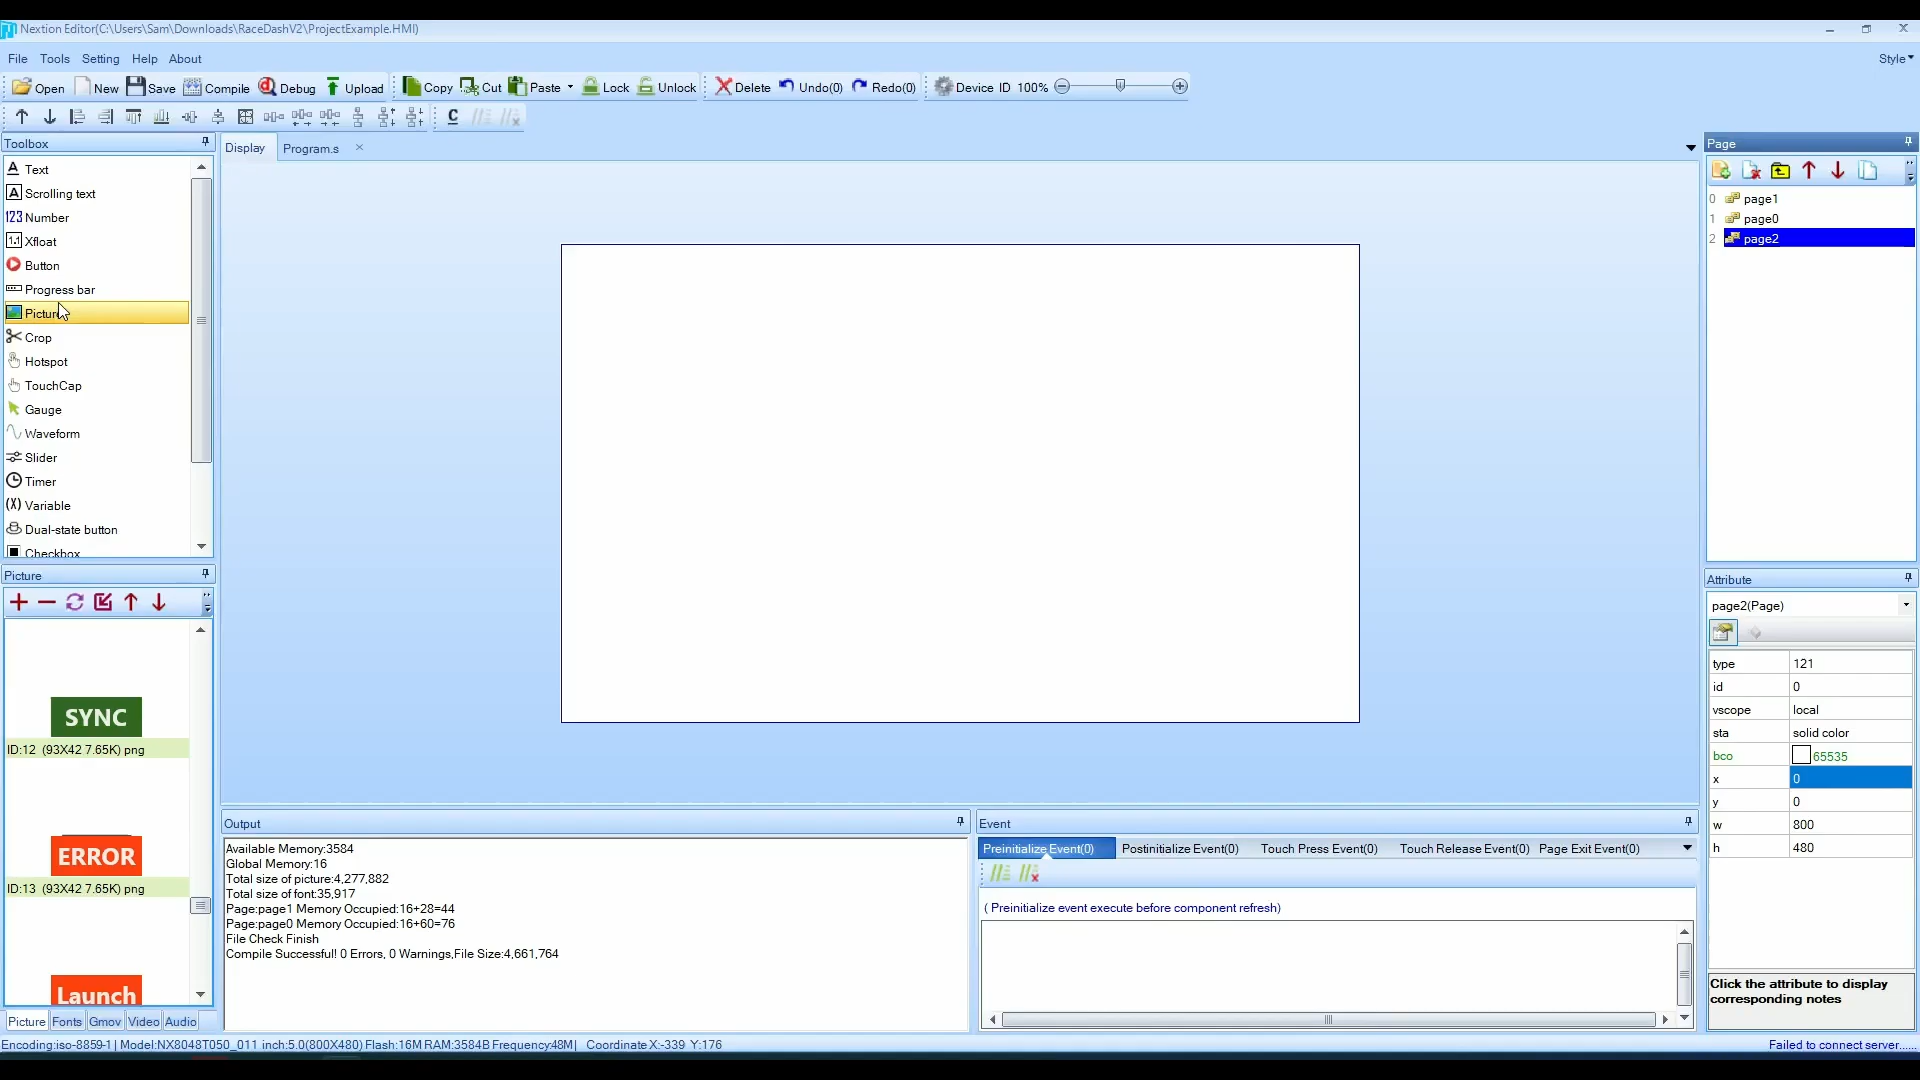 Nextion Editor(C:\Users\Sam\Downloads\RaceDashV2\ProjectExample.HMI)
File Tools Setting Help About
Style
Open New Save Compile Debug Upload Copy Cut Paste Lock Unlock Delete Undo(0) Redo(0) Device ID 100%
Toolbox
Text
Scrolling text
Number
Xfloat
Button
Progress bar
Picture
Crop
Hotspot
TouchCap
Gauge
Waveform
Slider
Timer
Variable
Dual-state button
Checkbox
Picture
SYNC
ID:12 (93X42 7.65K) png
ERROR
ID:13 (93X42 7.65K) png
Launch
Picture Fonts Gmov Video Audio
Display Program.s
Output
Available Memory:3584
Global Memory:16
Total size of picture:4,277,882
Total size of font:35,917
Page:page1 Memory Occupied:16+28=44
Page:page0 Memory Occupied:16+60=76
File Check Finish
Compile Successful! 0 Errors, 0 Warnings,File Size:4,661,764
Event
Preinitialize Event(0) Postinitialize Event(0) Touch Press Event(0) Touch Release Event(0) Page Exit Event(0)
( Preinitialize event execute before component refresh)
Page
0 page1
1 page0
2 page2
Attribute
page2(Page)
type 121
id 0
vscope local
sta solid color
bco 65535
x 0
y 0
w 800
h 480
Click the attribute to display
corresponding notes
Encoding:iso-8859-1 | Model:NX8048T050_011 inch:5.0(800X480) Flash:16M RAM:3584B Frequency:48M | Coordinate X:-339 Y:176
Failed to connect server......